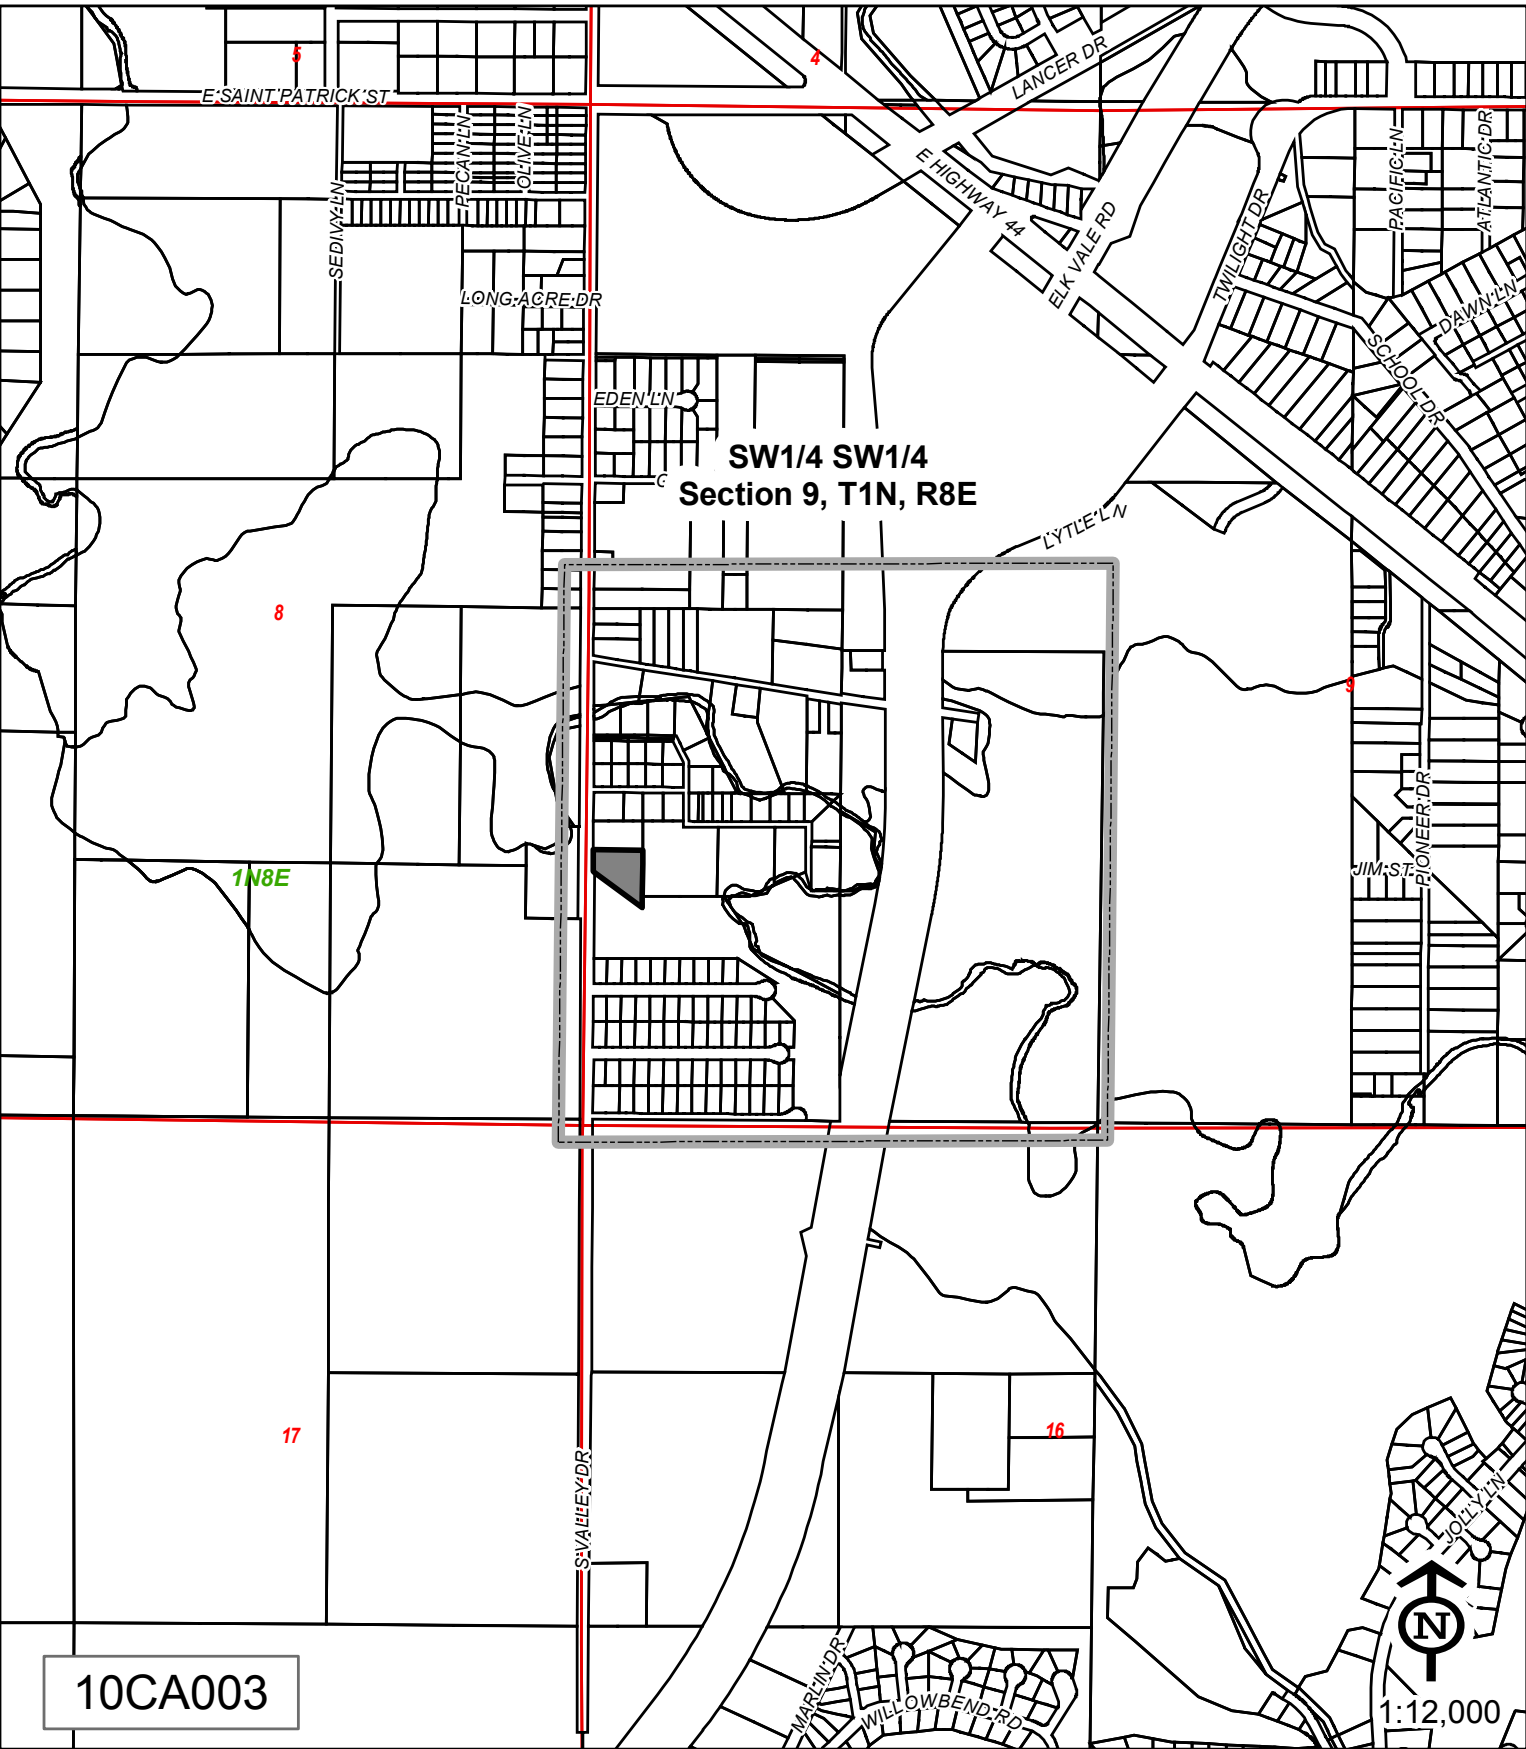 5
4
LANCER DR
E SAINT PATRICK ST
PECAN LN
OLIVE LN
SEDIVY LN
E HIGHWAY 44
ELK VALE RD
TWILIGHT DR
PACIFIC LN
ATLANTIC DR
LONG ACRE DR
DAWN LN
SCHOOL DR
EDEN LN
SW1/4 SW1/4
G
Section 9, T1N, R8E
LYTLE LN
8
9
PIONEER DR
JIM ST
1N8E
17
16
S VALLEY DR
JOLLY LN
N
MARLIN DR
WILLOWBEND RD
10CA003
1:12,000